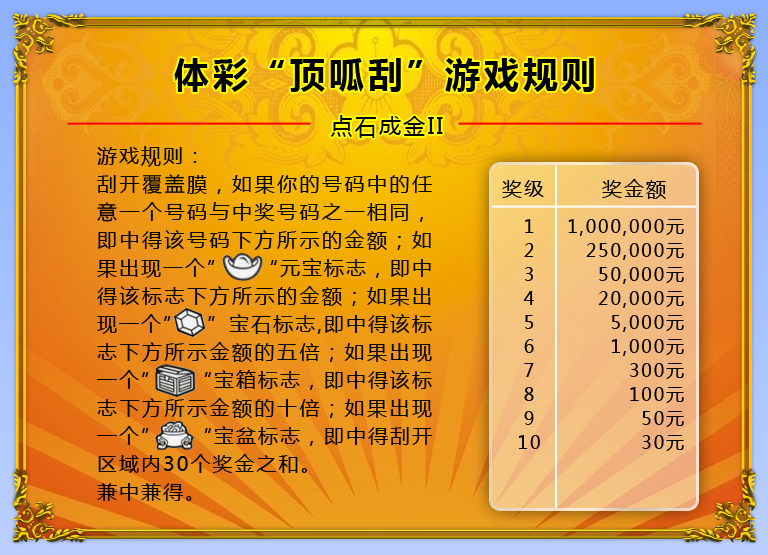 体彩“顶呱刮”游戏规则
点石成金II
游戏规则：
刮开覆盖膜，如果你的号码中的任
意一个号码与中奖号码之一相同，
即中得该号码下方所示的金额；如
果出现一个”“元宝标志，即中
得该标志下方所示的金额；如果出
现一个”” 宝石标志,即中得该标
志下方所示金额的五倍；如果出现
一个”“宝箱标志，即中得该标
志下方所示金额的十倍；如果出现
一个”“宝盆标志，即中得刮开
区域内30个奖金之和。
兼中兼得。
奖级 奖金额
1 1,000,000元
2 250,000元
3 50,000元
4 20,000元
5 5,000元
6 1,000元
7 300元
8 100元
9 50元
10 30元